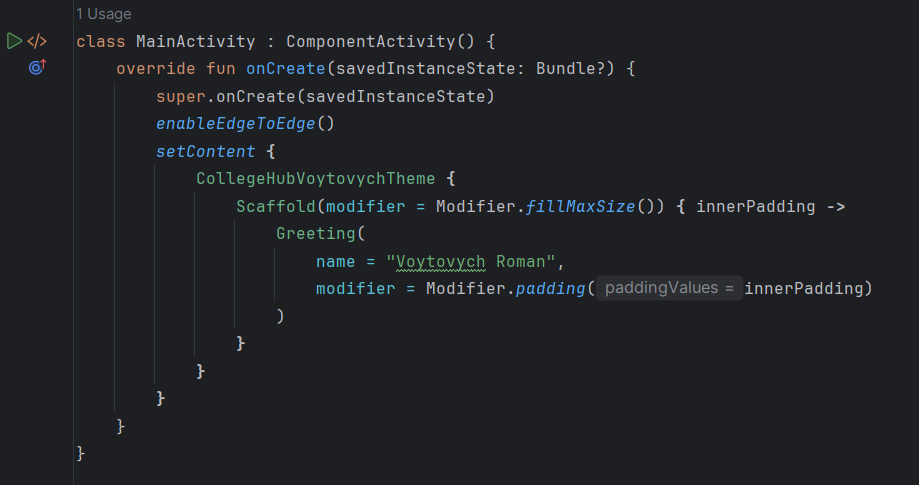 1 Usage
class MainActivity : ComponentActivity() {
override fun onCreate(savedInstanceState: Bundle?) {
super.onCreate(savedInstanceState)
enableEdgeToEdge()
setContent {
CollegeHubVoytovychTheme {
Scaffold(modifier = Modifier.fillMaxSize()) { innerPadding ->
Greeting(
name = "Voytovych Roman",
modifier = Modifier.padding( paddingValues = innerPadding)
)
}
}
}
}
}